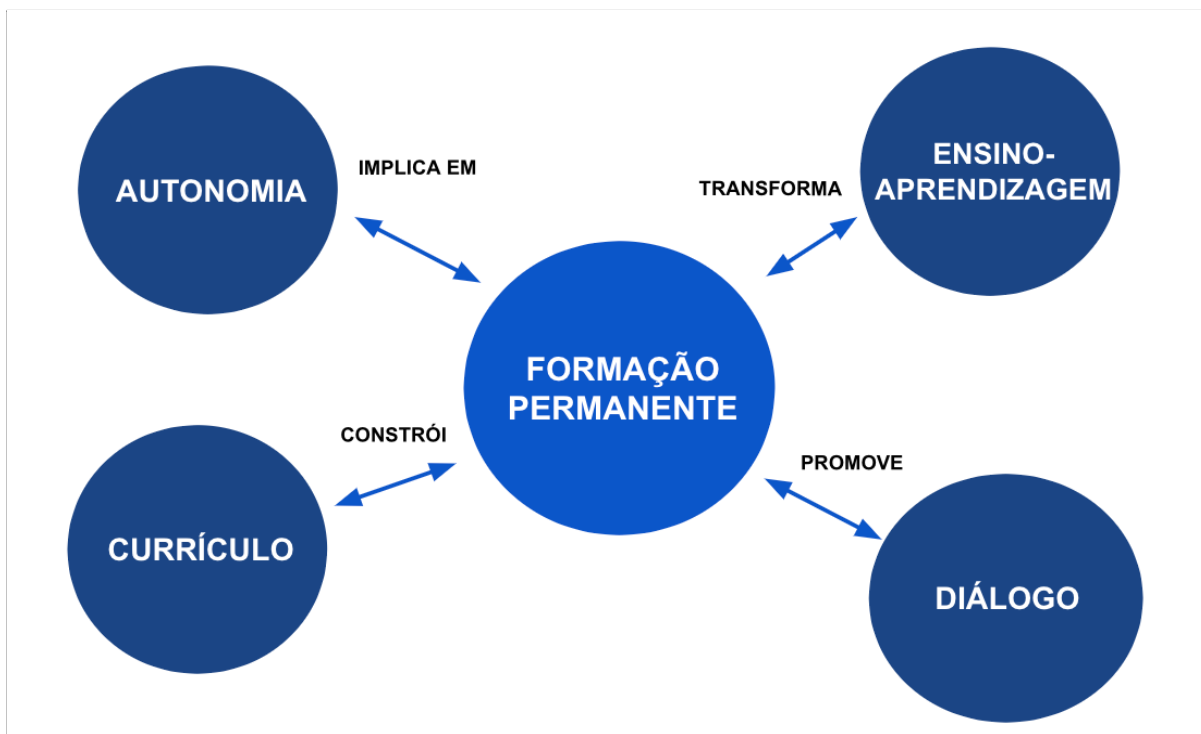 AUTONOMIA
IMPLICA EM
TRANSFORMA
ENSINO-
APRENDIZAGEM
FORMAÇÃO
PERMANENTE
CONSTRÓI
CURRÍCULO
PROMOVE
DIÁLOGO